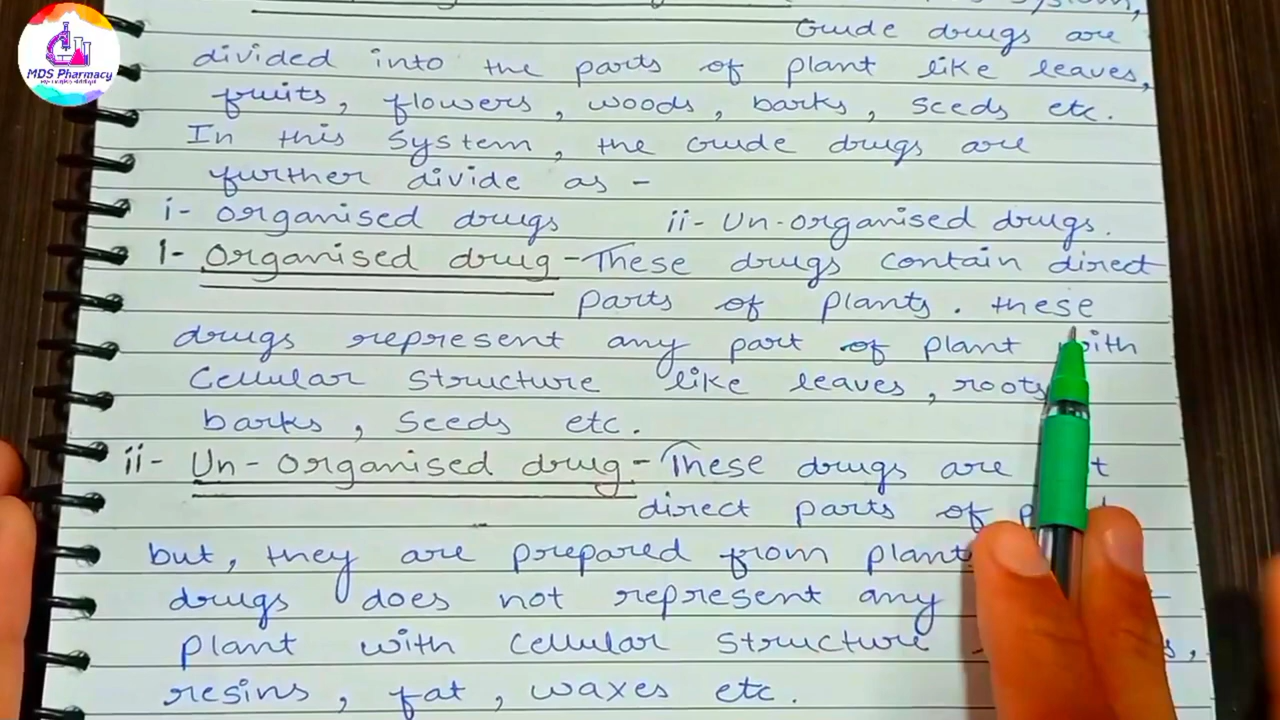 MDS Pharmacy
Crude drugs are
divided into the parts of plant like leaves,
fruits, flowers, woods, barks, seeds etc.
In this system, the crude drugs are
further divide as -
i- organised drugs ii- Un-organised drugs.
1- Organised drug - These drugs contain direct
parts of plants. these
drugs represent any part of plant with
Cellular structure like leaves, roots
barks, seeds etc.
ii- Un-organised drug - These drugs are
direct parts of
but, they are prepared from plant
drugs does not represent any
plant with cellular structure
resins, fat, waxes etc.